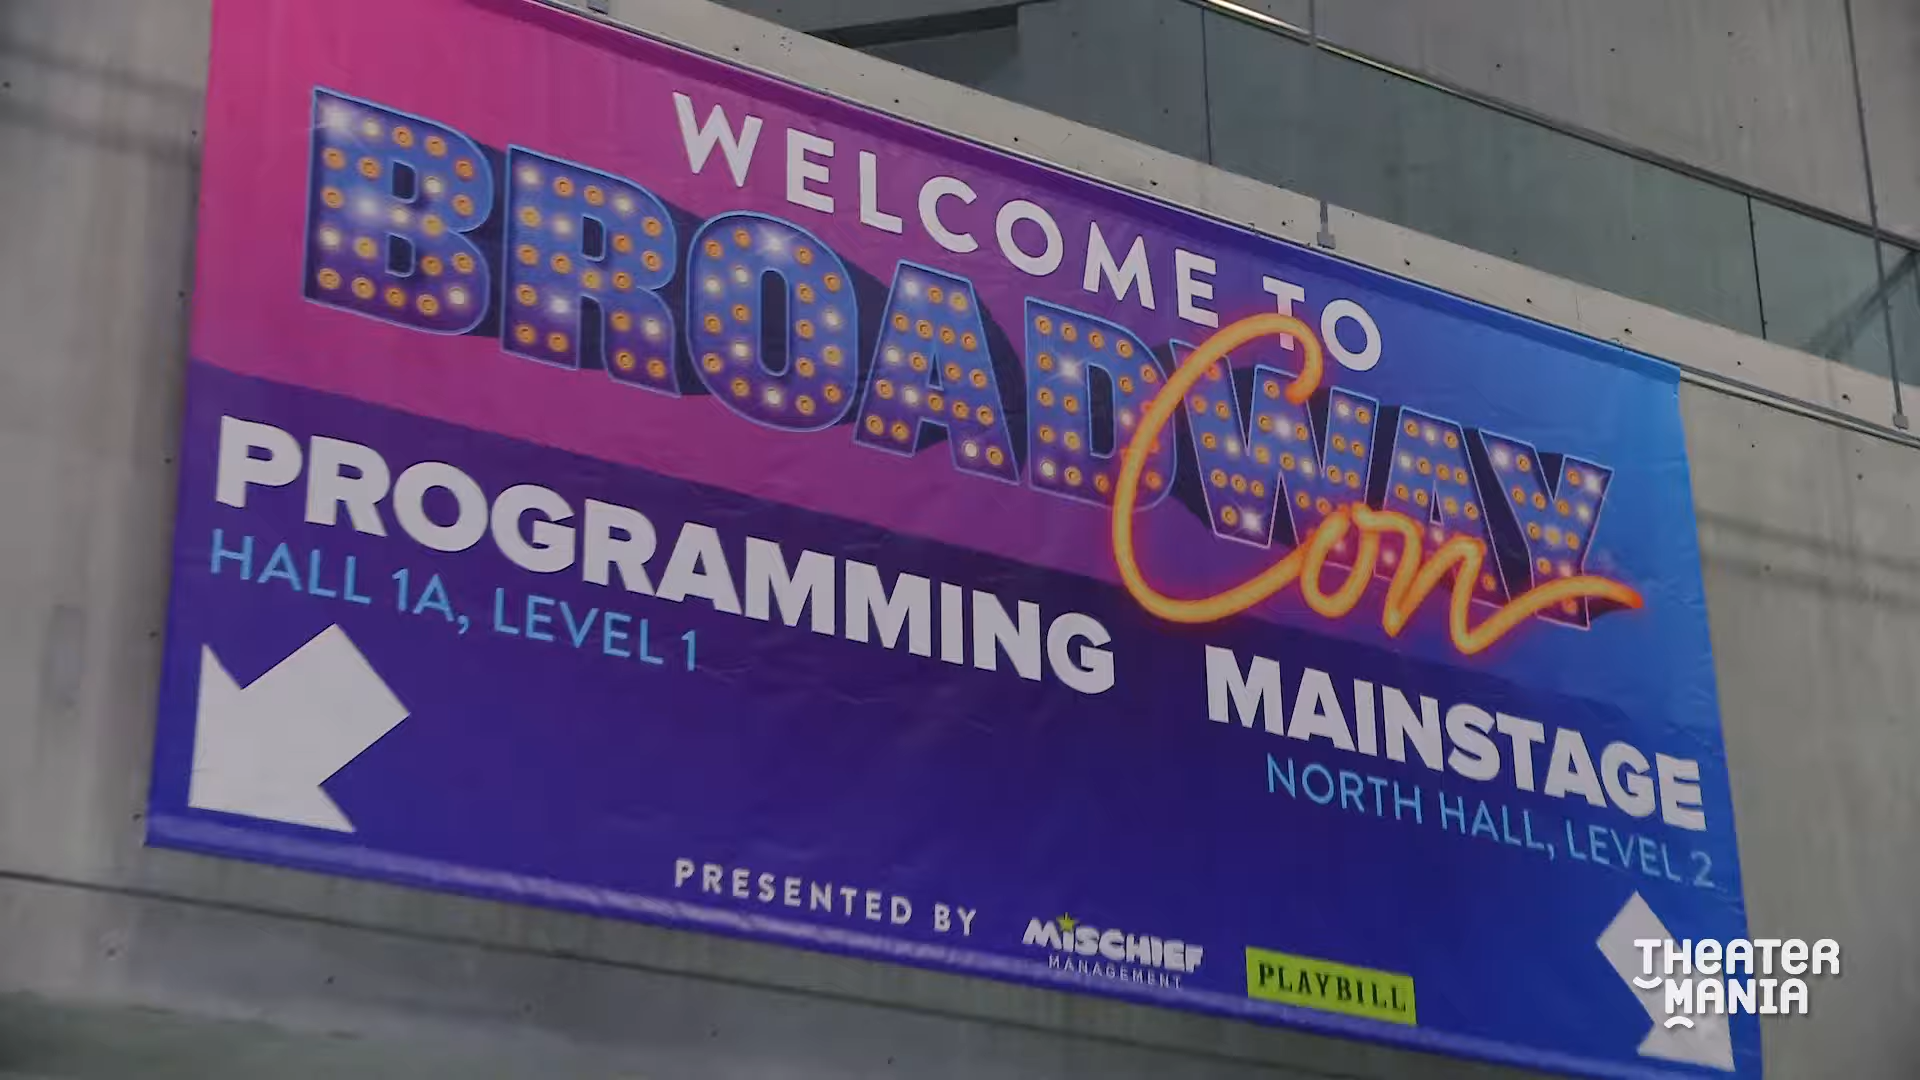 WELCOME TO
BROADWAY
Con
PROGRAMMING
HALL 1A, LEVEL 1
MAINSTAGE
NORTH HALL, LEVEL 2
PRESENTED BY
MISCHIEF
MANAGEMENT
PLAYBILL
THEATER
MANIA